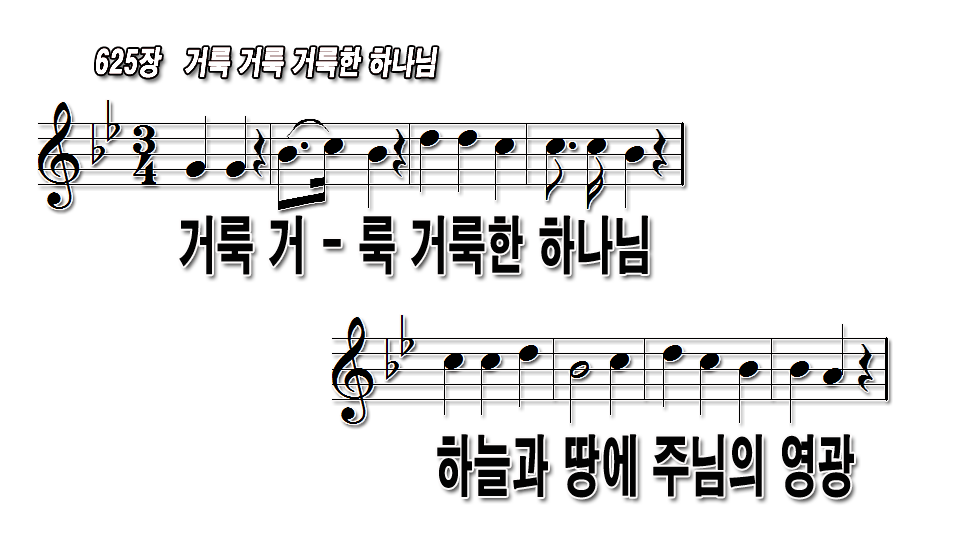 625장 거룩 거룩 거룩한 하나님
3
4
거룩 거 - 룩 거룩한 하나님
하늘과 땅에 주님의 영광